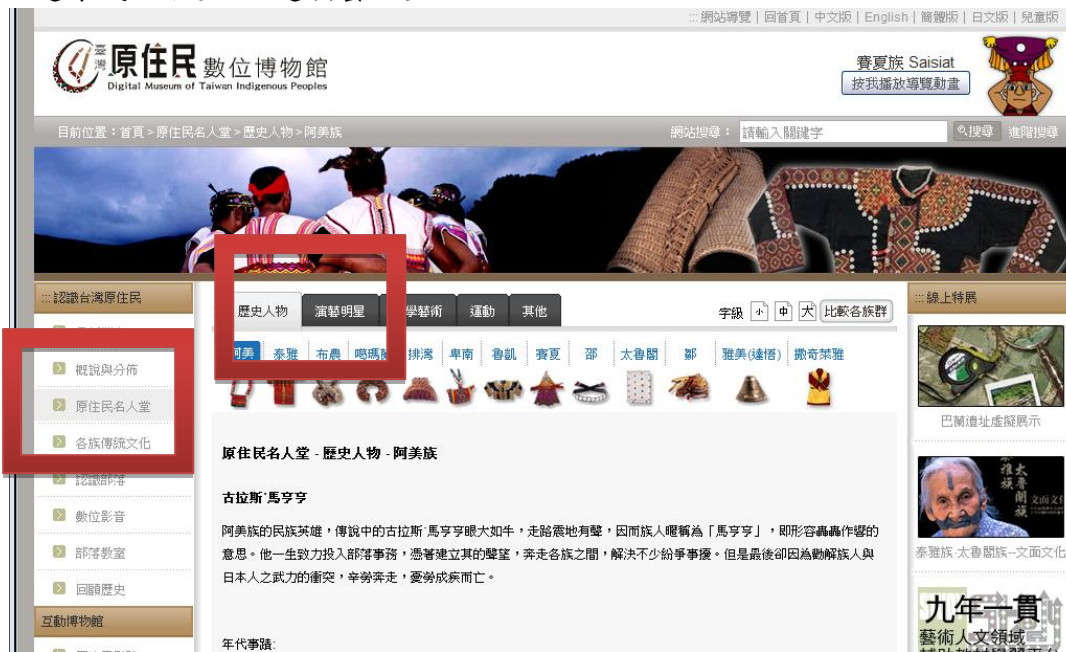 :::網站導覽 | 回首頁 | 中文版 | English | 簡體版 | 日文版 | 兒童版
臺灣原住民數位博物館
Digital Museum of Taiwan Indigenous Peoples
賽夏族 Saisiat
按我播放導覽動畫
目前位置：首頁>原住民名人堂>歷史人物>阿美族
網站搜尋： 請輸入關鍵字 搜尋 進階搜尋
:::認識台灣原住民
概說與分佈
原住民名人堂
各族傳統文化
認識部落
數位影音
部落教室
回顧歷史
互動博物館
歷史人物 演藝明星 學藝術 運動 其他
字級 小 中 大 比較各族群
阿美 泰雅 布農 噶瑪蘭 排灣 卑南 魯凱 賽夏 邵 太魯閣 鄒 雅美(達悟) 撒奇萊雅
原住民名人堂 - 歷史人物 - 阿美族
古拉斯˙馬亨亨
阿美族的民族英雄，傳說中的古拉斯˙馬亨亨眼大如牛，走路震地有聲，因而族人暱稱為「馬亨亨」，即形容轟轟作響的
意思。他一生致力投入部落事務，憑著建立其的聲望，奔走各族之間，解決不少紛爭事擾。但是最後卻因為勸解族人與
日本人之武力的衝突，辛勞奔走，憂勞成疾而亡。
年代事蹟:
:::線上特展
巴蘭遺址虛擬展示
泰雅族 太魯閣族 文面文化
泰雅族 太魯閣族--文面文化
九年一貫
藝術人文領域